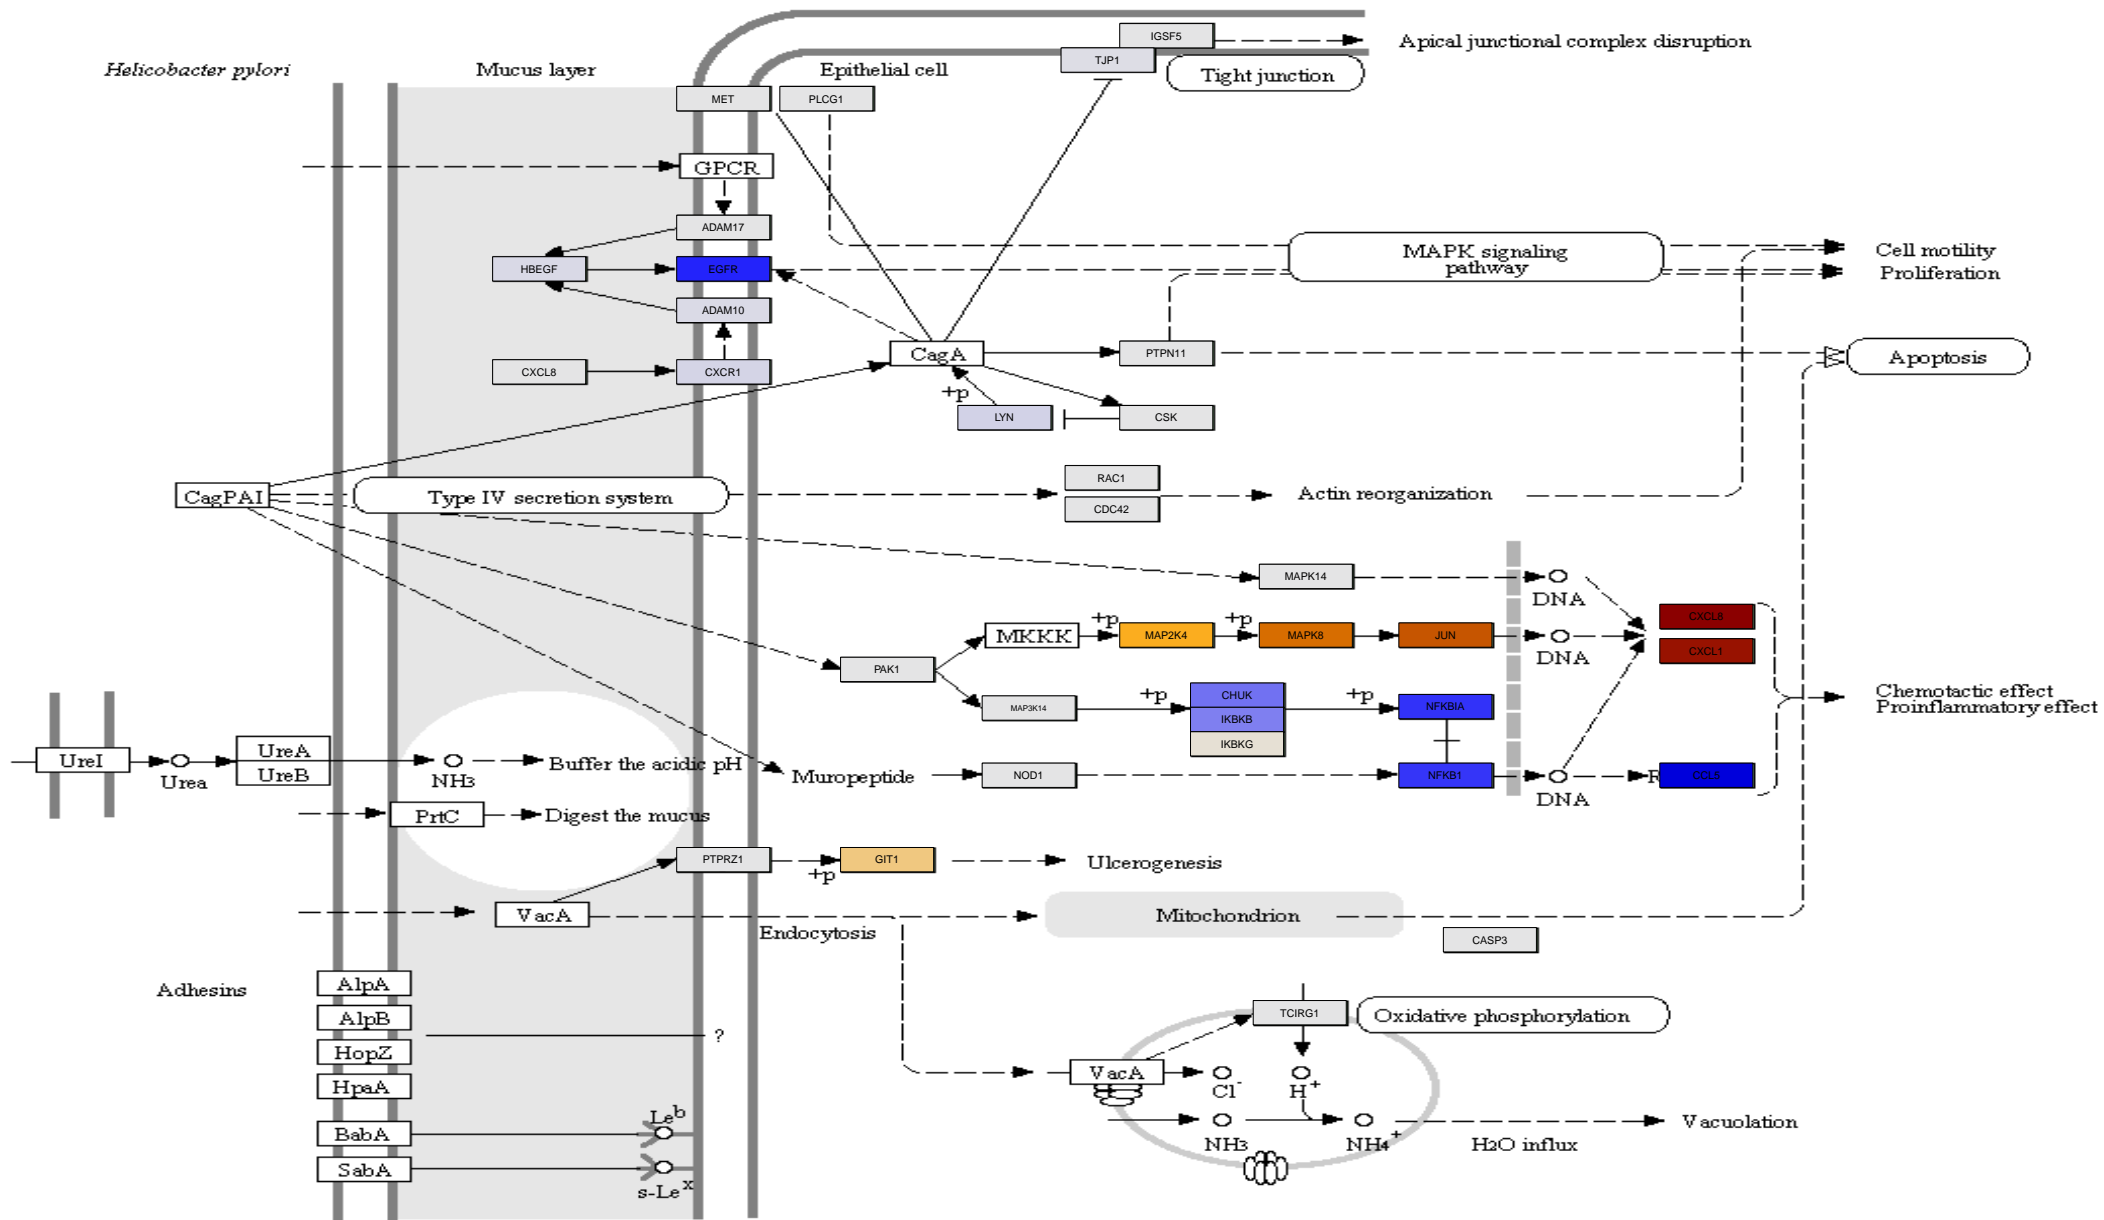 IGSF5
Apical junctional complex disruption
TJP1
Tight junction
Helicobacter pylori
Mucus layer
Epithelial cell
MET
PLCG1
GPCR
ADAM17
HBEGF
EGFR
MAPK signaling
pathway
Cell motility
Proliferation
ADAM10
CagA
PTPN11
Apoptosis
CXCL8
CXCR1
+p
LYN
CSK
CagPAI
Type IV secretion system
RAC1
CDC42
Actin reorganization
MAPK14
DNA
CXCL8
+p
+p
MKKK
MAP2K4
MAPK8
JUN
DNA
CXCL1
PAK1
MAP3K14
+p
CHUK
IKBKB
IKBKG
+p
NFKBIA
Chemotactic effect
Proinflammatory effect
UreI
Urea
UreA
UreB
NH3
Buffer the acidic pH
Muropeptide
NOD1
NFKB1
DNA
R
CCL5
PrtC
Digest the mucus
PTPRZ1
+p
GIT1
Ulcerogenesis
VacA
Endocytosis
Mitochondrion
CASP3
Adhesins
AlpA
AlpB
HopZ
HpaA
BabA
SabA
?
Le b
s-Le x
TCIRG1
Oxidative phosphorylation
VacA
Cl-
H+
NH3
NH4+
H2O influx
Vacuolation